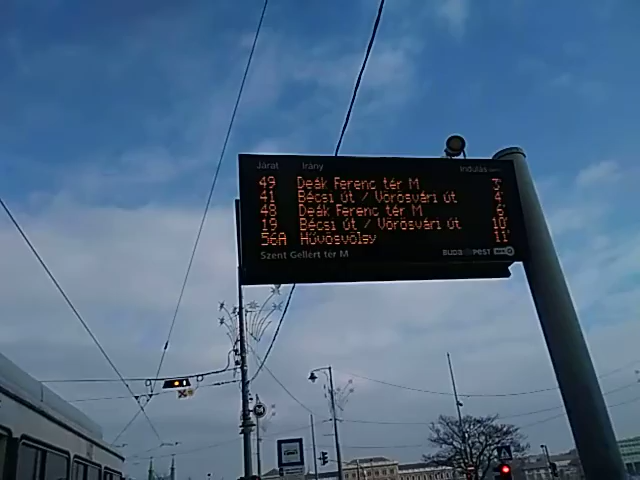 Járat Irány Indulás
49 Deák Ferenc tér M 3'
41 Bécsi út / Vörösvári út 4'
48 Deák Ferenc tér M 6'
19 Bécsi út / Vörösvári út 10'
56A Hűvösvölgy 11'
Szent Gellért tér M BUDAPEST